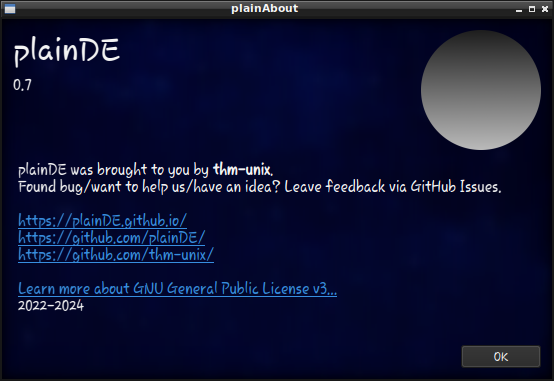 plainAbout
plainDE
0.7
plainDE was brought to you by thm-unix.
Found bug/want to help us/have an idea? Leave feedback via GitHub Issues.
https://plainDE.github.io/
https://github.com/plainDE/
https://github.com/thm-unix/
Learn more about GNU General Public License v3...
2022-2024
OK